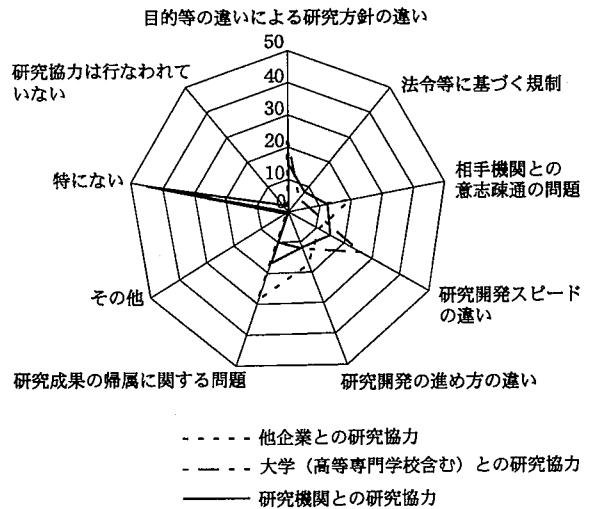 目的等の違いによる研究方針の違い
50
40
30
20
10
0
法令等に基づく規制
相手機関との
意志疎通の問題
研究開発スピード
の違い
研究開発の進め方の違い
研究成果の帰属に関する問題
その他
特にない
研究協力は行なわれて
いない
他企業との研究協力
大学（高等専門学校含む）との研究協力
研究機関との研究協力